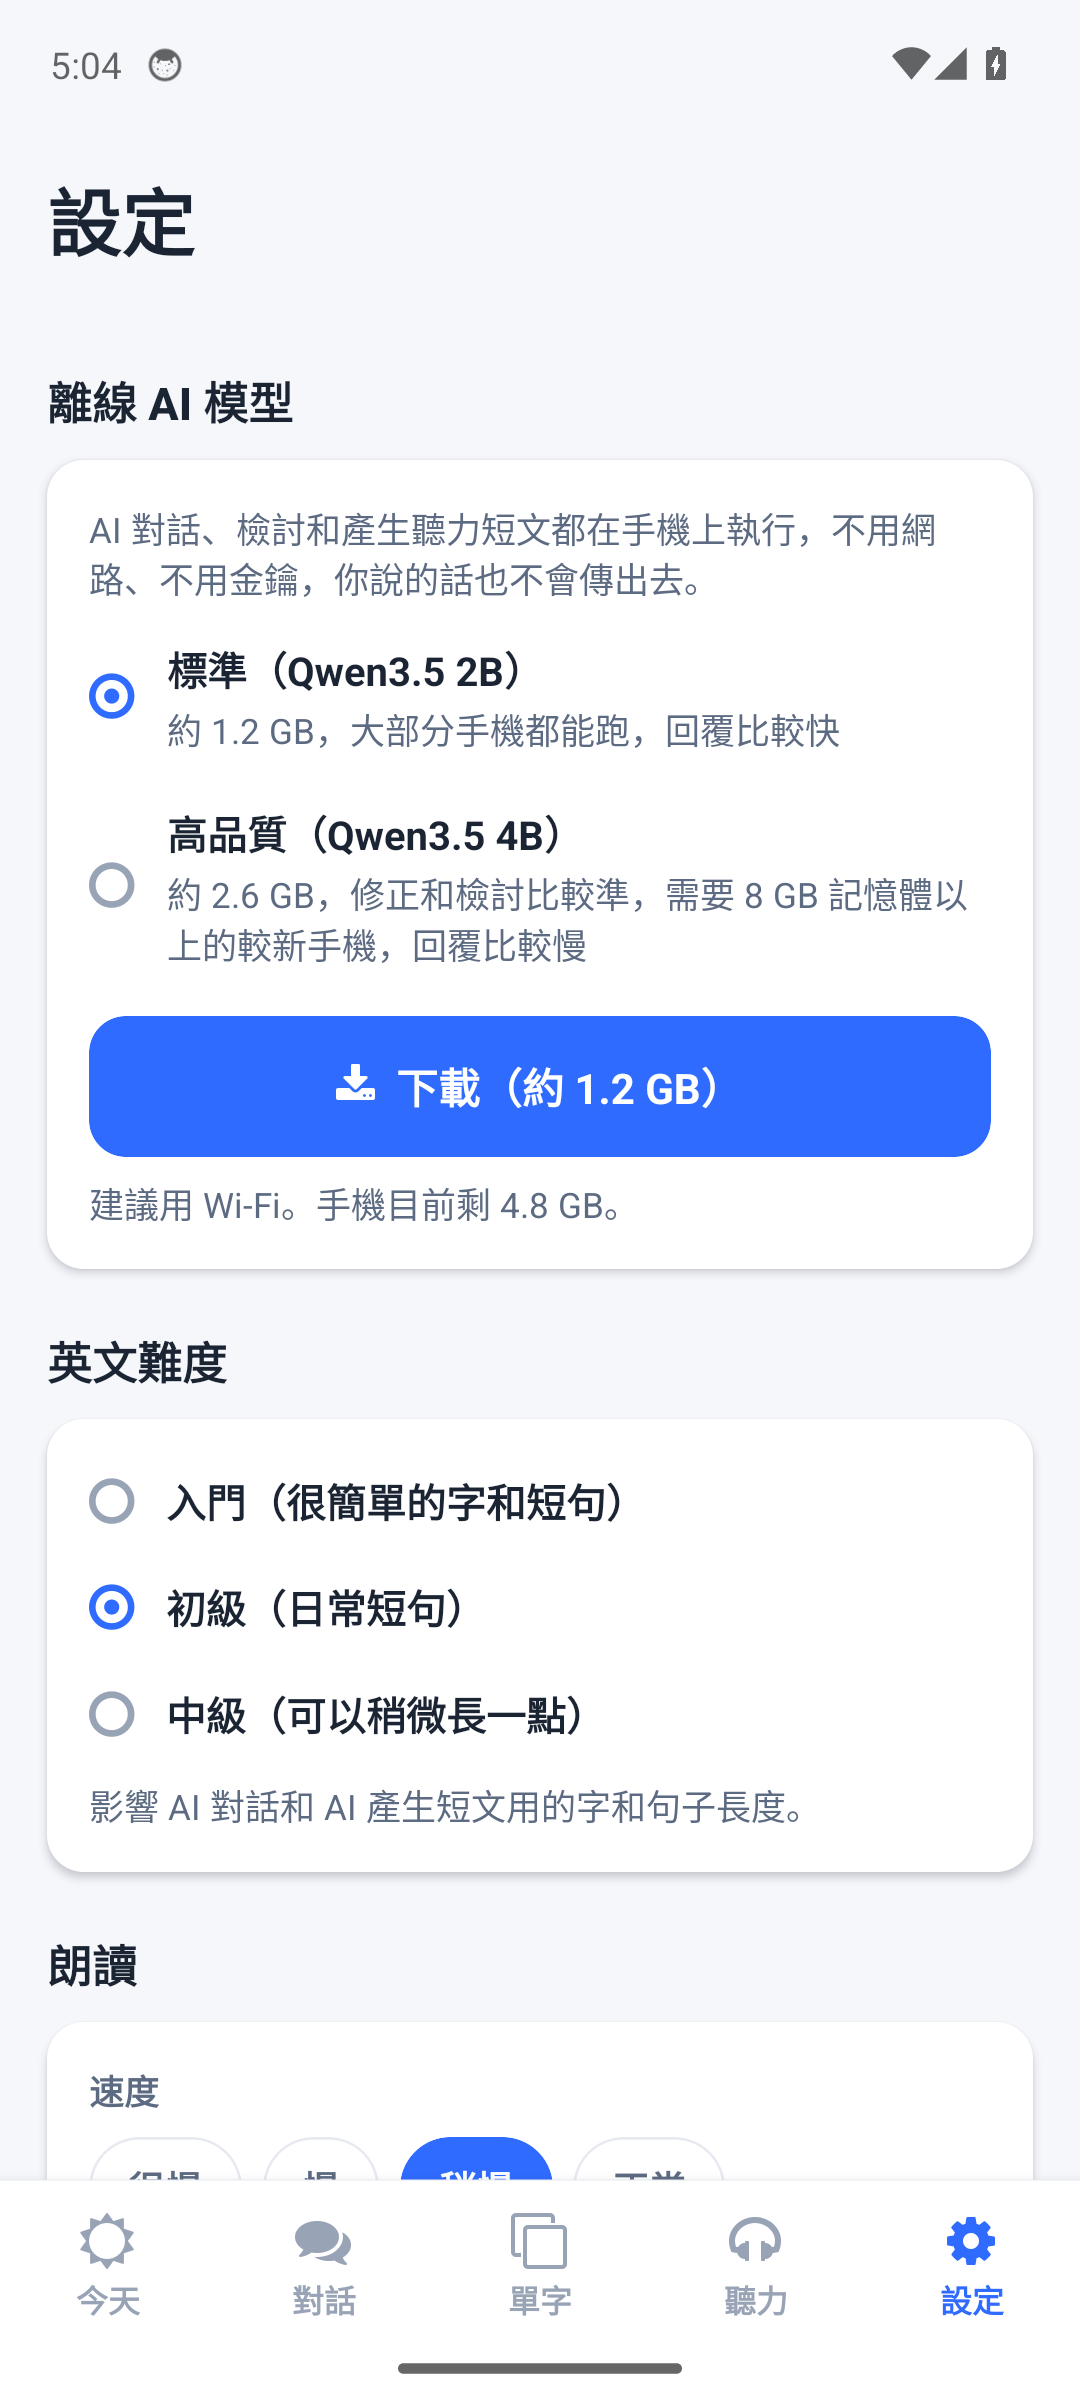 5:04
設定
離線 AI 模型
AI 對話、檢討和產生聽力短文都在手機上執行，不用網
路、不用金鑰，你說的話也不會傳出去。
標準（Qwen3.5 2B）
約 1.2 GB，大部分手機都能跑，回覆比較快
高品質（Qwen3.5 4B）
約 2.6 GB，修正和檢討比較準，需要 8 GB 記憶體以
上的較新手機，回覆比較慢
下載（約 1.2 GB）
建議用 Wi-Fi。手機目前剩 4.8 GB。
英文難度
入門（很簡單的字和短句）
初級（日常短句）
中級（可以稍微長一點）
影響 AI 對話和 AI 產生短文用的字和句子長度。
朗讀
速度
今天 對話 單字 聽力 設定